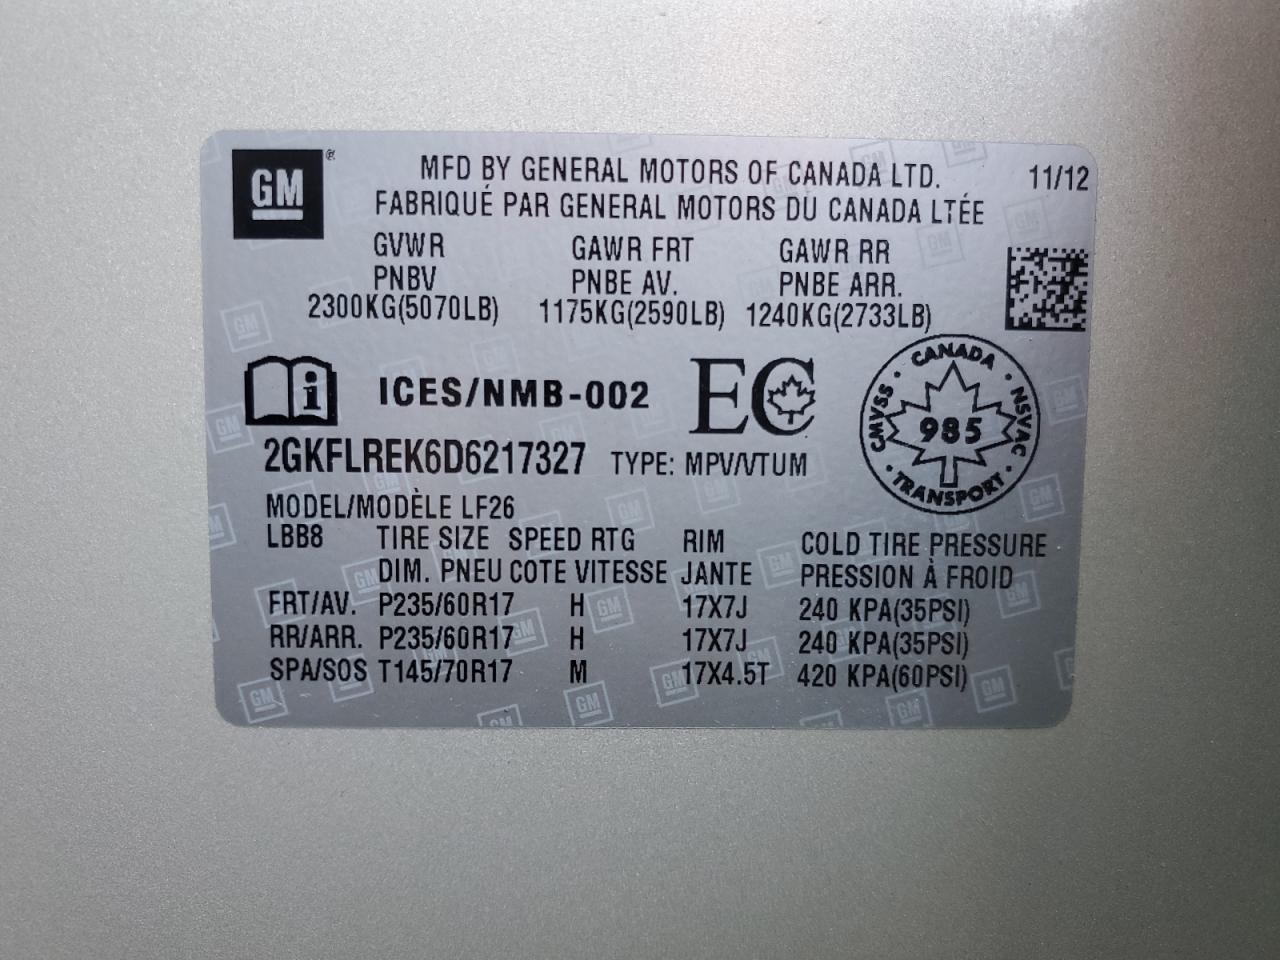 GM®
MFD BY GENERAL MOTORS OF CANADA LTD. 11/12
FABRIQUÉ PAR GENERAL MOTORS DU CANADA LTÉE
GVWR GAWR FRT GAWR RR
PNBV PNBE AV. PNBE ARR.
2300KG(5070LB) 1175KG(2590LB) 1240KG(2733LB)
i ICES/NMB-002 EC
CANADA
CMVSS · 985 · NSVAC
TRANSPORT
2GKFLREK6D6217327 TYPE: MPV/VTUM
MODEL/MODÈLE LF26
LBB8 TIRE SIZE SPEED RTG RIM COLD TIRE PRESSURE
DIM. PNEU COTE VITESSE JANTE PRESSION À FROID
FRT/AV. P235/60R17 H 17X7J 240 KPA(35PSI)
RR/ARR. P235/60R17 H 17X7J 240 KPA(35PSI)
SPA/SOS T145/70R17 M 17X4.5T 420 KPA(60PSI)